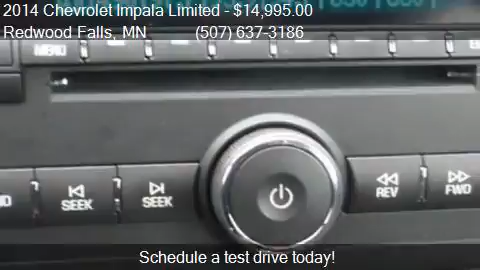 2014 Chevrolet Impala Limited - $14,995.00
Redwood Falls, MN (507) 637-3186
MENU
SEEK SEEK REV FWD
Schedule a test drive today!